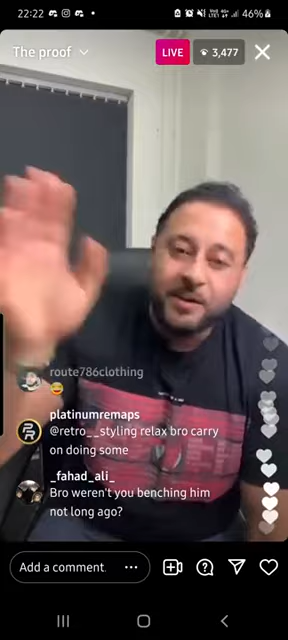 22:22
46%
The proof
LIVE
3,477
route786clothing
😅
platinumremaps
@retro__styling relax bro carry
on doing some
_fahad_ali_
Bro weren't you benching him
not long ago?
Add a comment.